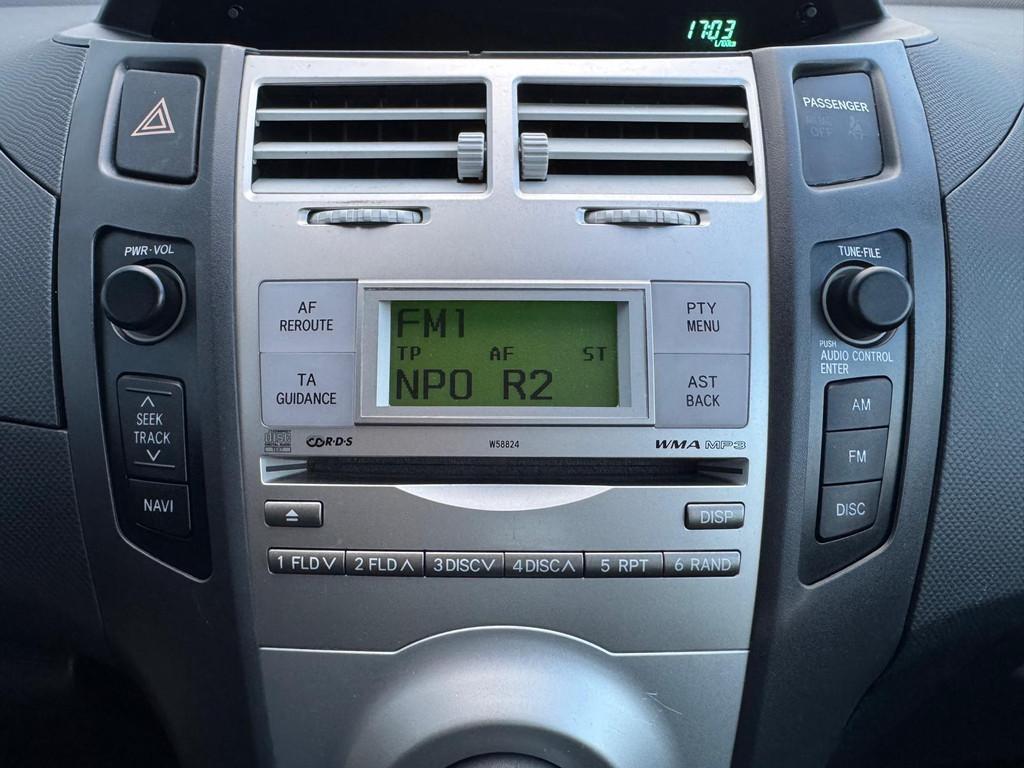 17:03
L/100km
PASSENGER
OFF
PWR·VOL
TUNE·FILE
AF
REROUTE
FM1
TP AF ST
NPO R2
PTY
MENU
TA
GUIDANCE
AST
BACK
PUSH
AUDIO CONTROL
ENTER
SEEK
TRACK
NAVI
AM
FM
DISC
R·D·S
W58824
WMA MP3
DISP
1 FLD ∨
2 FLD ∧
3 DISC ∨
4 DISC ∧
5 RPT
6 RAND